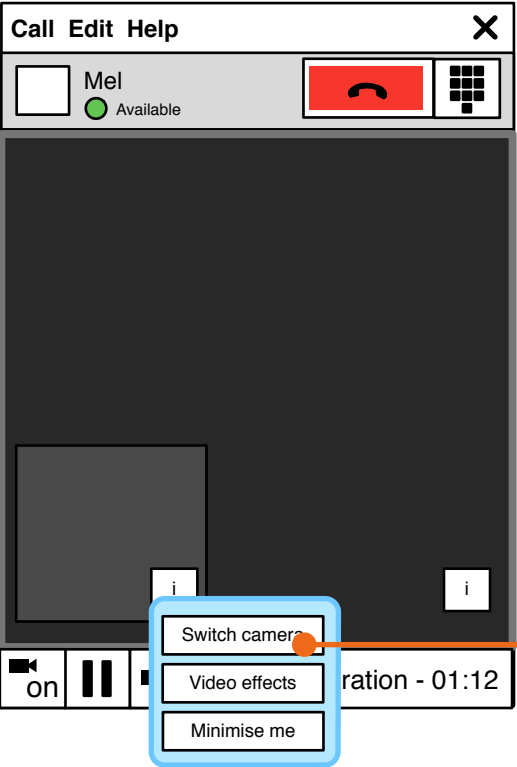 Call Edit Help
Mel
Available
i
i
Switch camera
on
Video effects
ration - 01:12
Minimise me